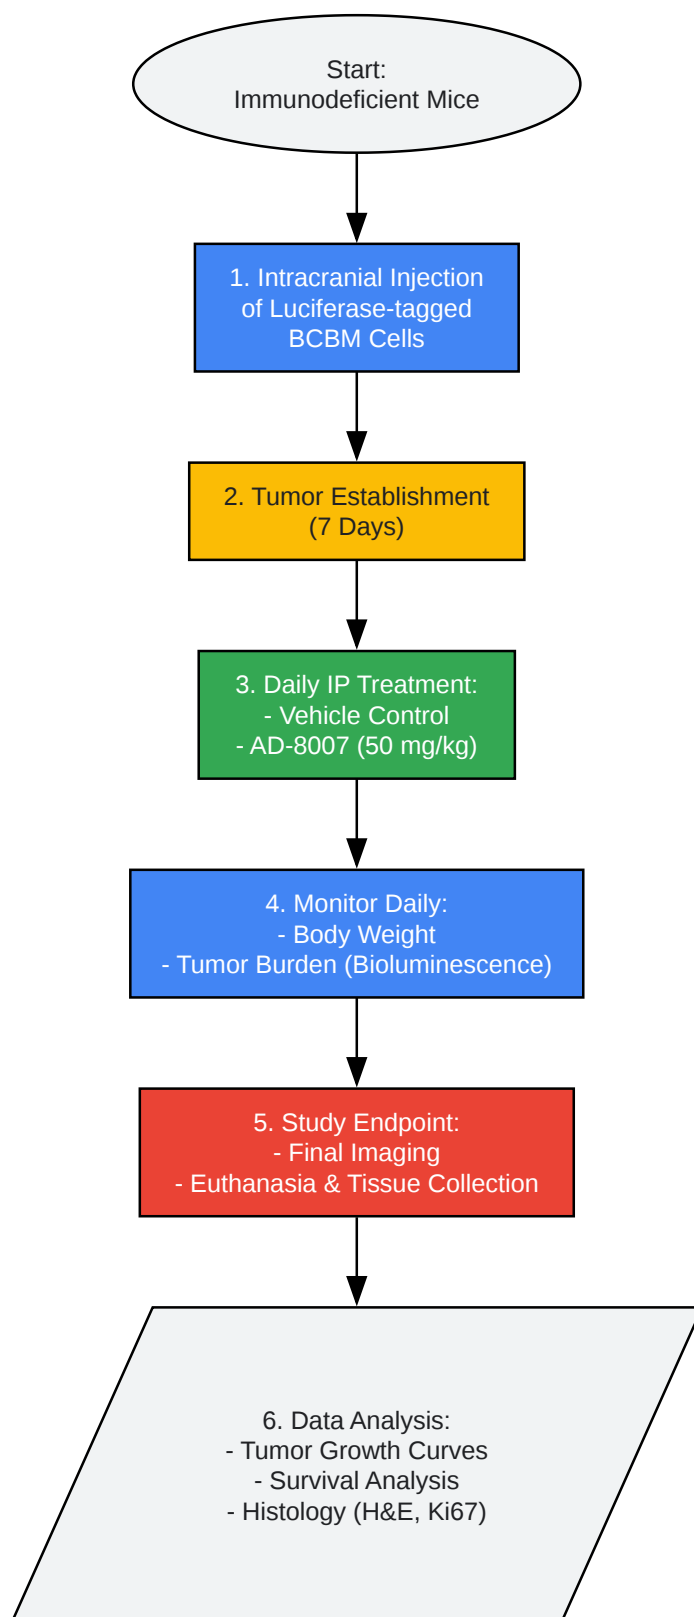 Start:
Immunodeficient Mice
1. Intracranial Injection
of Luciferase-tagged
BCBM Cells
2. Tumor Establishment
(7 Days)
3. Daily IP Treatment:
- Vehicle Control
- AD-8007 (50 mg/kg)
4. Monitor Daily:
- Body Weight
- Tumor Burden (Bioluminescence)
5. Study Endpoint:
- Final Imaging
- Euthanasia & Tissue Collection
6. Data Analysis:
- Tumor Growth Curves
- Survival Analysis
- Histology (H&E, Ki67)